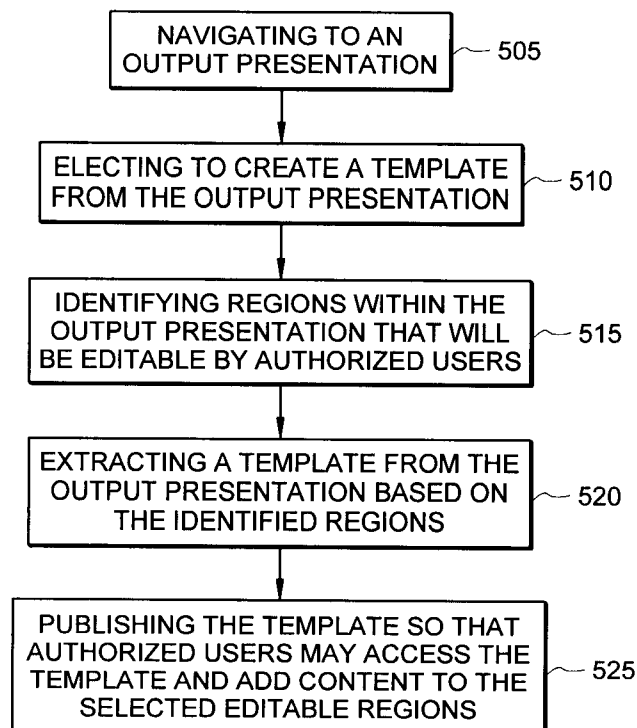 NAVIGATING TO AN
OUTPUT PRESENTATION
505
ELECTING TO CREATE A TEMPLATE
FROM THE OUTPUT PRESENTATION
510
IDENTIFYING REGIONS WITHIN THE
OUTPUT PRESENTATION THAT WILL
BE EDITABLE BY AUTHORIZED USERS
515
EXTRACTING A TEMPLATE FROM THE
OUTPUT PRESENTATION BASED ON
THE IDENTIFIED REGIONS
520
PUBLISHING THE TEMPLATE SO THAT
AUTHORIZED USERS MAY ACCESS THE
TEMPLATE AND ADD CONTENT TO THE
SELECTED EDITABLE REGIONS
525